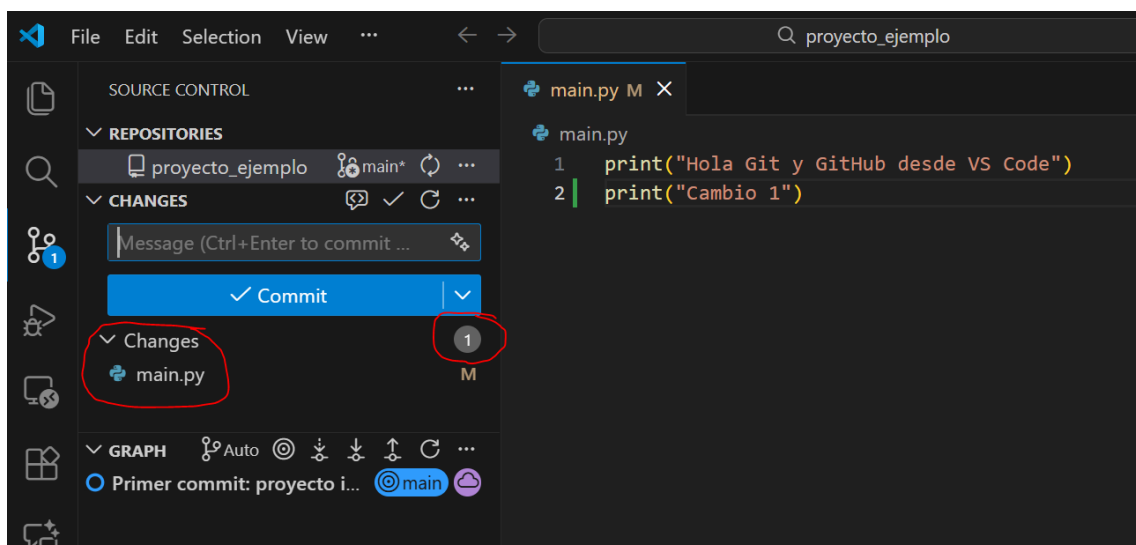 File Edit Selection View ··· proyecto_ejemplo
SOURCE CONTROL ···
main.py M
REPOSITORIES
main.py
proyecto_ejemplo main* ···
1 print("Hola Git y GitHub desde VS Code")
CHANGES ···
2 print("Cambio 1")
Message (Ctrl+Enter to commit ...
1
Commit
Changes 1
main.py M
GRAPH Auto ···
Primer commit: proyecto i... main